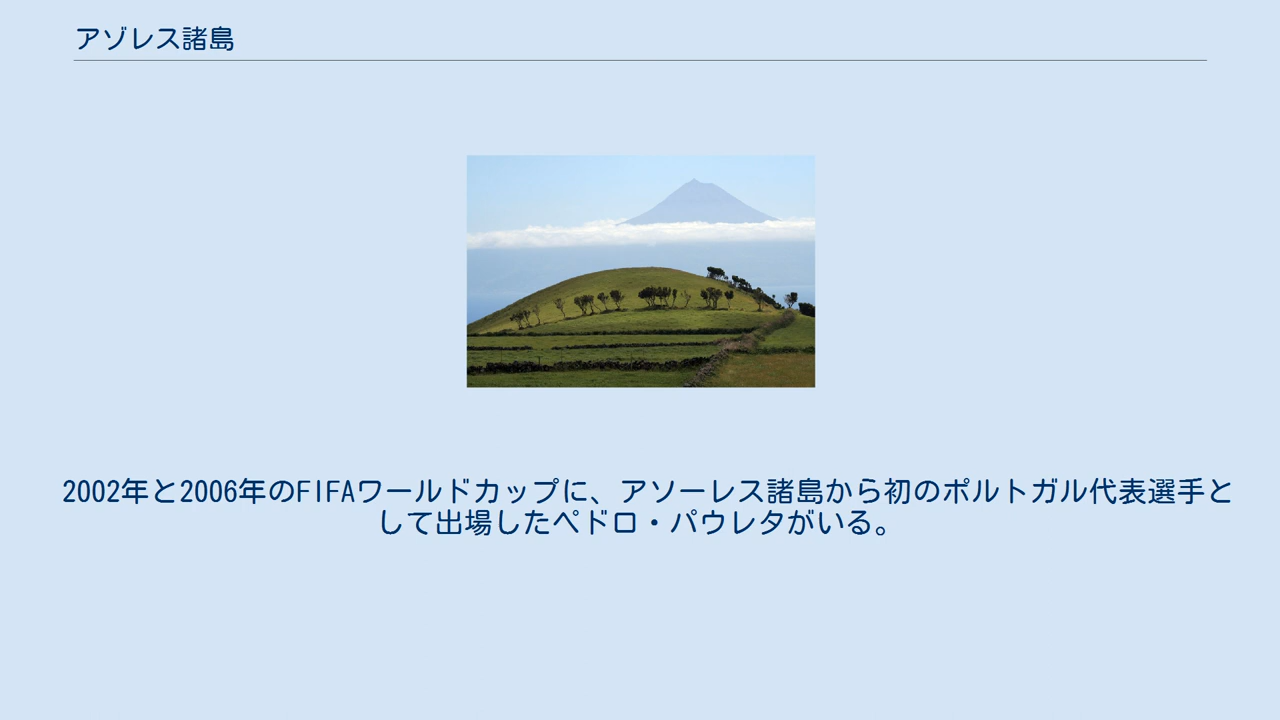 アゾレス諸島
2002年と2006年のFIFAワールドカップに、アソーレス諸島から初のポルトガル代表選手と
して出場したペドロ・パウレタがいる。